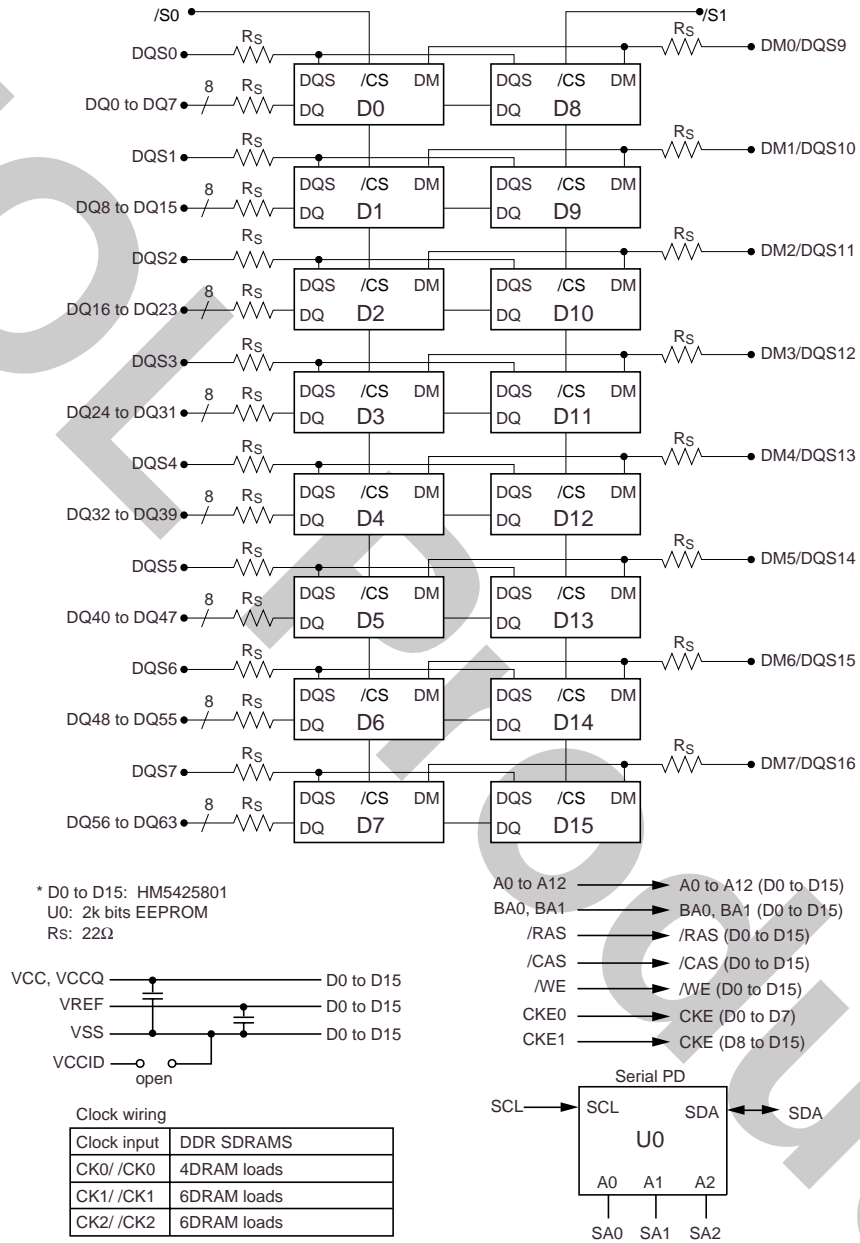 /S0 /S1
DQS0 RS RS DM0/DQS9
DQS /CS DM DQS /CS DM
DQ0 to DQ7 8 RS DQ D0 DQ D8
DQS1 RS RS DM1/DQS10
DQS /CS DM DQS /CS DM
DQ8 to DQ15 8 RS DQ D1 DQ D9
DQS2 RS RS DM2/DQS11
DQS /CS DM DQS /CS DM
DQ16 to DQ23 8 RS DQ D2 DQ D10
DQS3 RS RS DM3/DQS12
DQS /CS DM DQS /CS DM
DQ24 to DQ31 8 RS DQ D3 DQ D11
DQS4 RS RS DM4/DQS13
DQS /CS DM DQS /CS DM
DQ32 to DQ39 8 RS DQ D4 DQ D12
DQS5 RS RS DM5/DQS14
DQS /CS DM DQS /CS DM
DQ40 to DQ47 8 RS DQ D5 DQ D13
DQS6 RS RS DM6/DQS15
DQS /CS DM DQS /CS DM
DQ48 to DQ55 8 RS DQ D6 DQ D14
DQS7 RS RS DM7/DQS16
DQS /CS DM DQS /CS DM
DQ56 to DQ63 8 RS DQ D7 DQ D15
* D0 to D15: HM5425801
U0: 2k bits EEPROM
Rs: 22Ω
VCC, VCCQ D0 to D15
VREF D0 to D15
VSS D0 to D15
VCCID open
Clock wiring
Clock input DDR SDRAMS
CK0/ /CK0 4DRAM loads
CK1/ /CK1 6DRAM loads
CK2/ /CK2 6DRAM loads
A0 to A12 A0 to A12 (D0 to D15)
BA0, BA1 BA0, BA1 (D0 to D15)
/RAS /RAS (D0 to D15)
/CAS /CAS (D0 to D15)
/WE /WE (D0 to D15)
CKE0 CKE (D0 to D7)
CKE1 CKE (D8 to D15)
Serial PD
SCL SCL SDA SDA
U0
A0 A1 A2
SA0 SA1 SA2